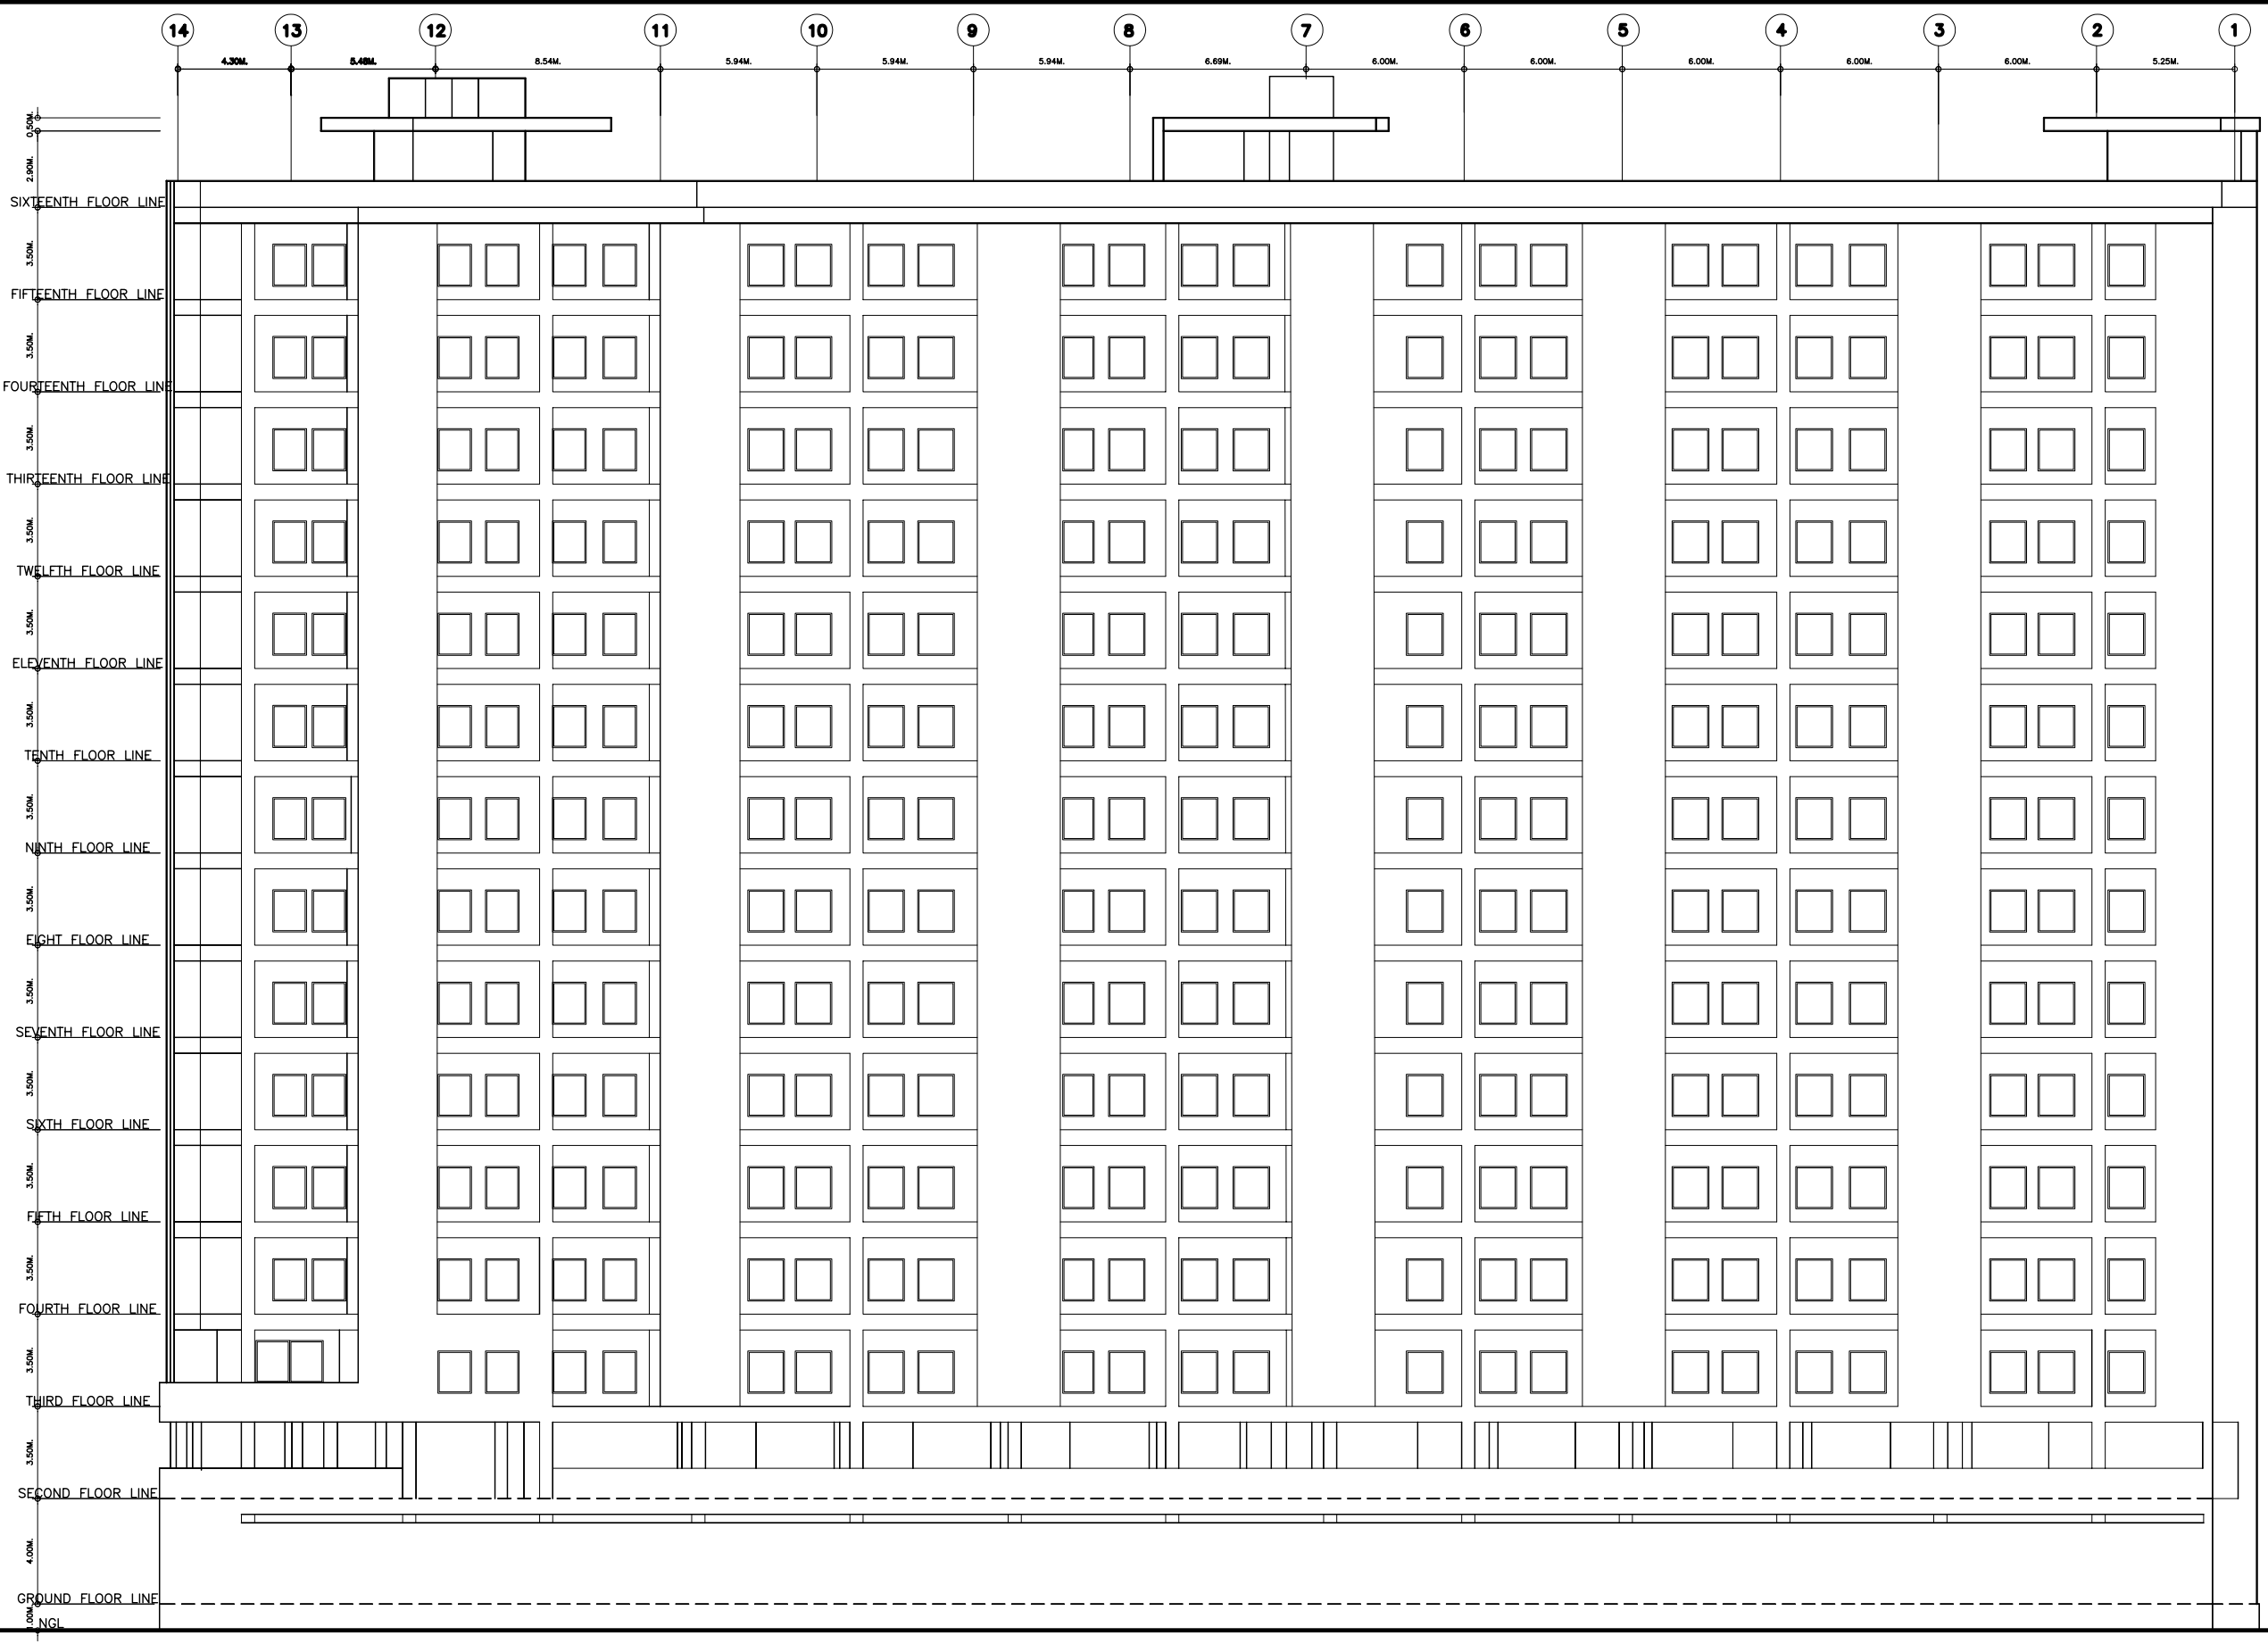 14 13 12 11 10 9 8 7 6 5 4 3 2 1
4.30M. 5.48M. 8.54M. 5.94M. 5.94M. 5.94M. 6.69M. 6.00M. 6.00M. 6.00M. 6.00M. 6.00M. 5.25M.
0.50M.
2.90M.
SIXTEENTH FLOOR LINE
3.50M.
FIFTEENTH FLOOR LINE
3.50M.
FOURTEENTH FLOOR LINE
3.50M.
THIRTEENTH FLOOR LINE
3.50M.
TWELFTH FLOOR LINE
3.50M.
ELEVENTH FLOOR LINE
3.50M.
TENTH FLOOR LINE
3.50M.
NINTH FLOOR LINE
3.50M.
EIGHT FLOOR LINE
3.50M.
SEVENTH FLOOR LINE
3.50M.
SIXTH FLOOR LINE
3.50M.
FIFTH FLOOR LINE
3.50M.
FOURTH FLOOR LINE
3.50M.
THIRD FLOOR LINE
3.50M.
SECOND FLOOR LINE
4.00M.
GROUND FLOOR LINE
1.00M.
NGL